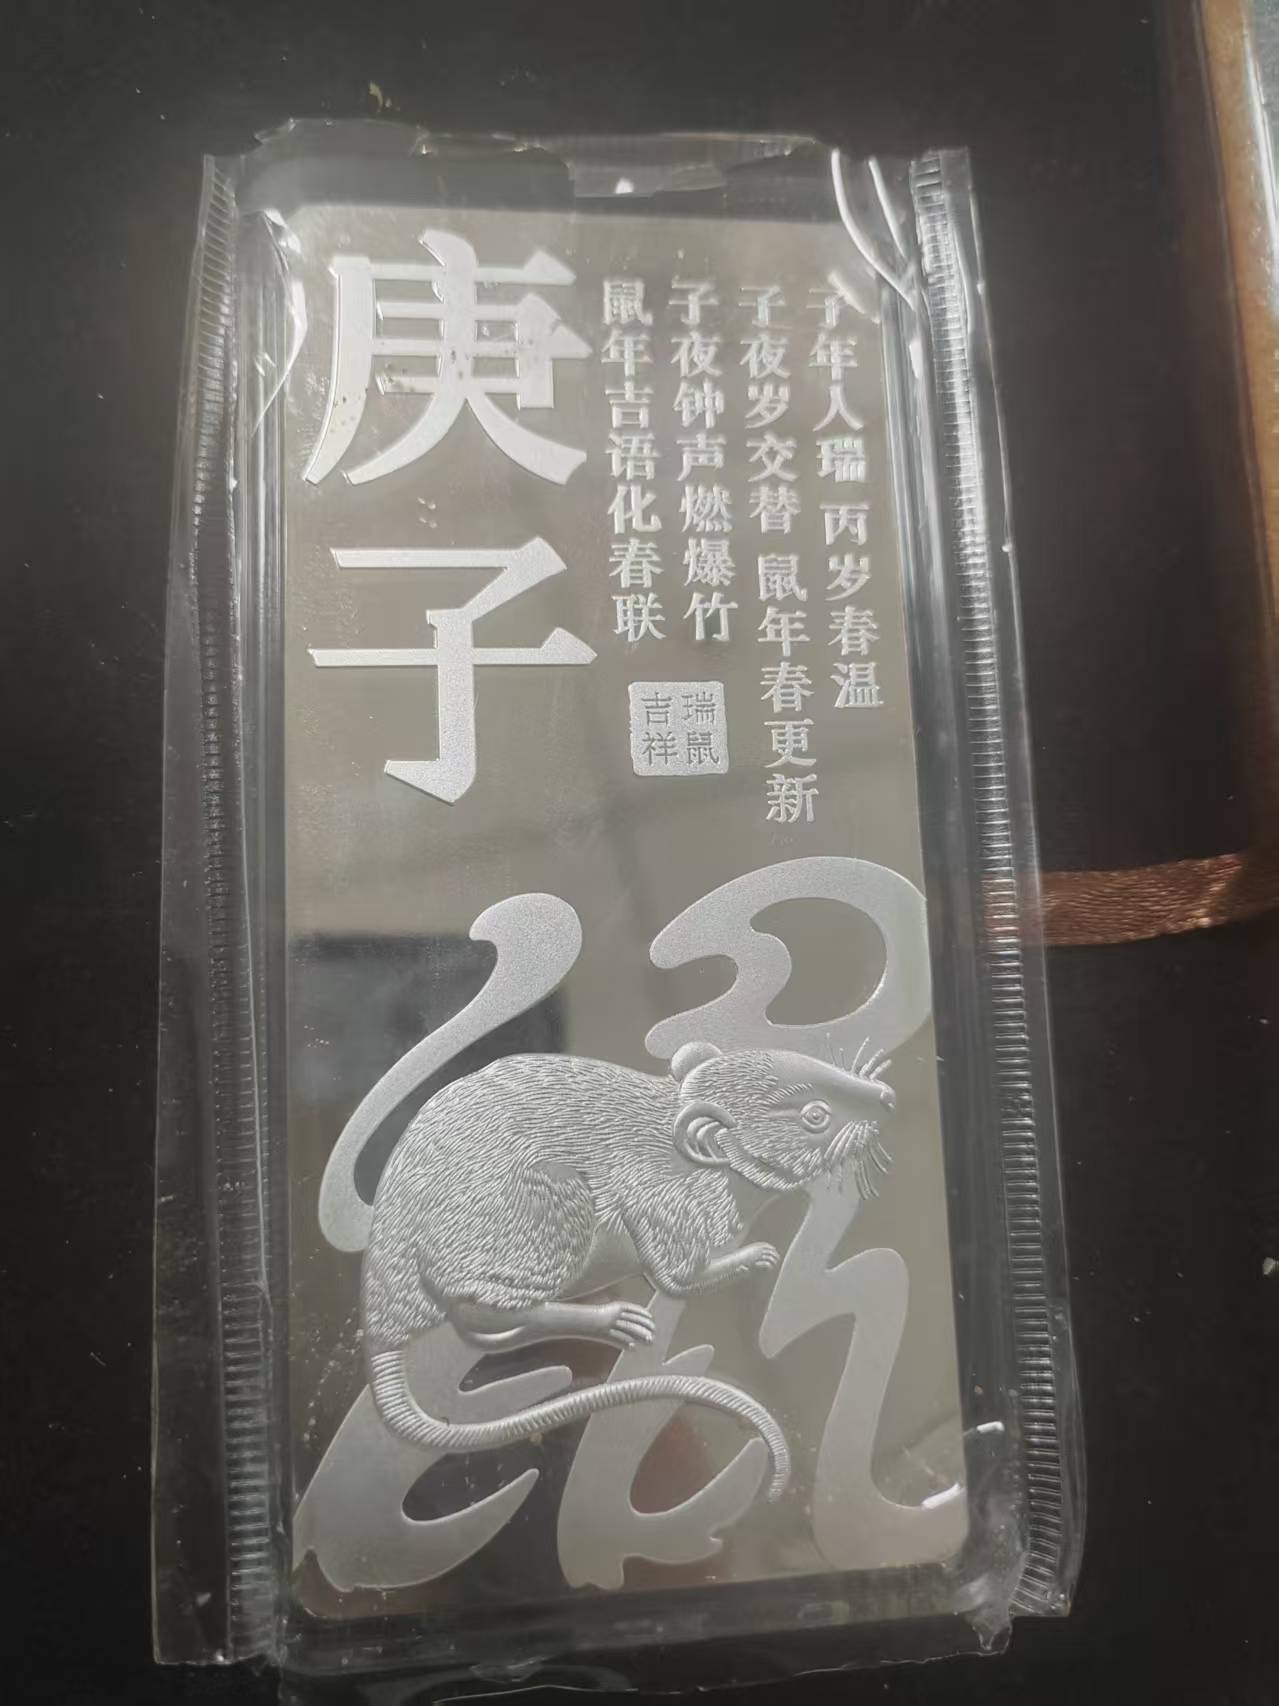 庚子
子年人瑞 丙岁春温
子夜岁交替 鼠年春更新
子夜钟声燃爆竹
鼠年吉语化春联
瑞鼠
吉祥
鼠